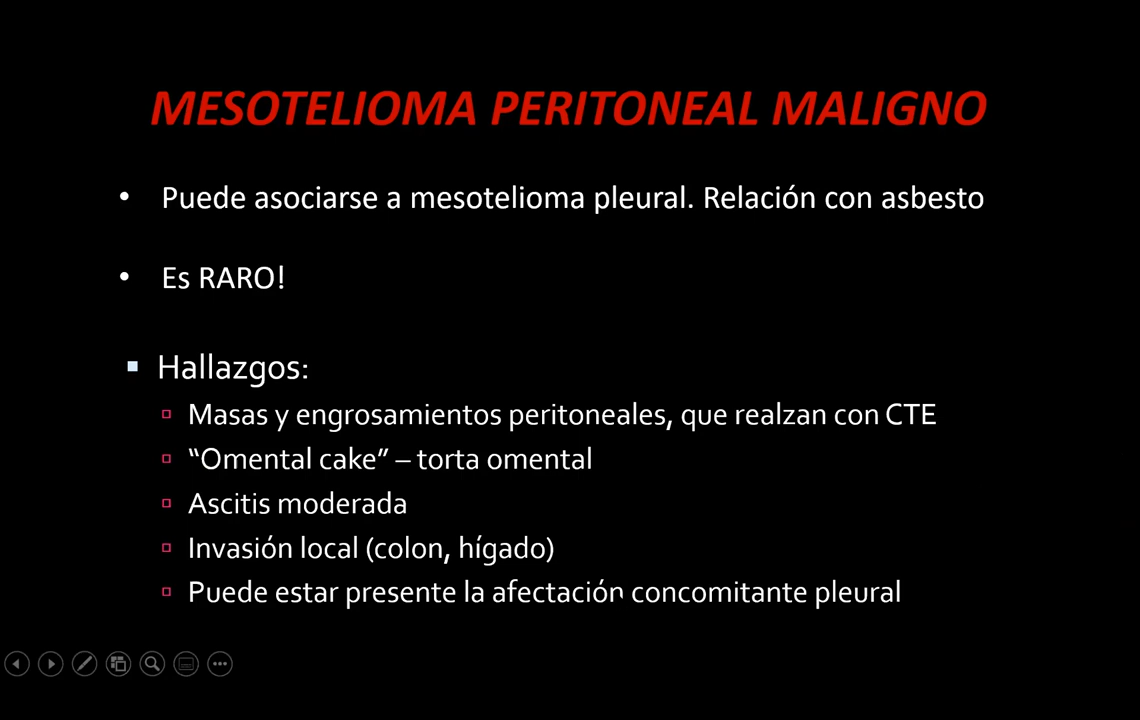 MESOTELIOMA PERITONEAL MALIGNO
• Puede asociarse a mesotelioma pleural. Relación con asbesto
• Es RARO!
▪ Hallazgos:
▫ Masas y engrosamientos peritoneales, que realzan con CTE
▫ “Omental cake” – torta omental
▫ Ascitis moderada
▫ Invasión local (colon, hígado)
▫ Puede estar presente la afectación concomitante pleural